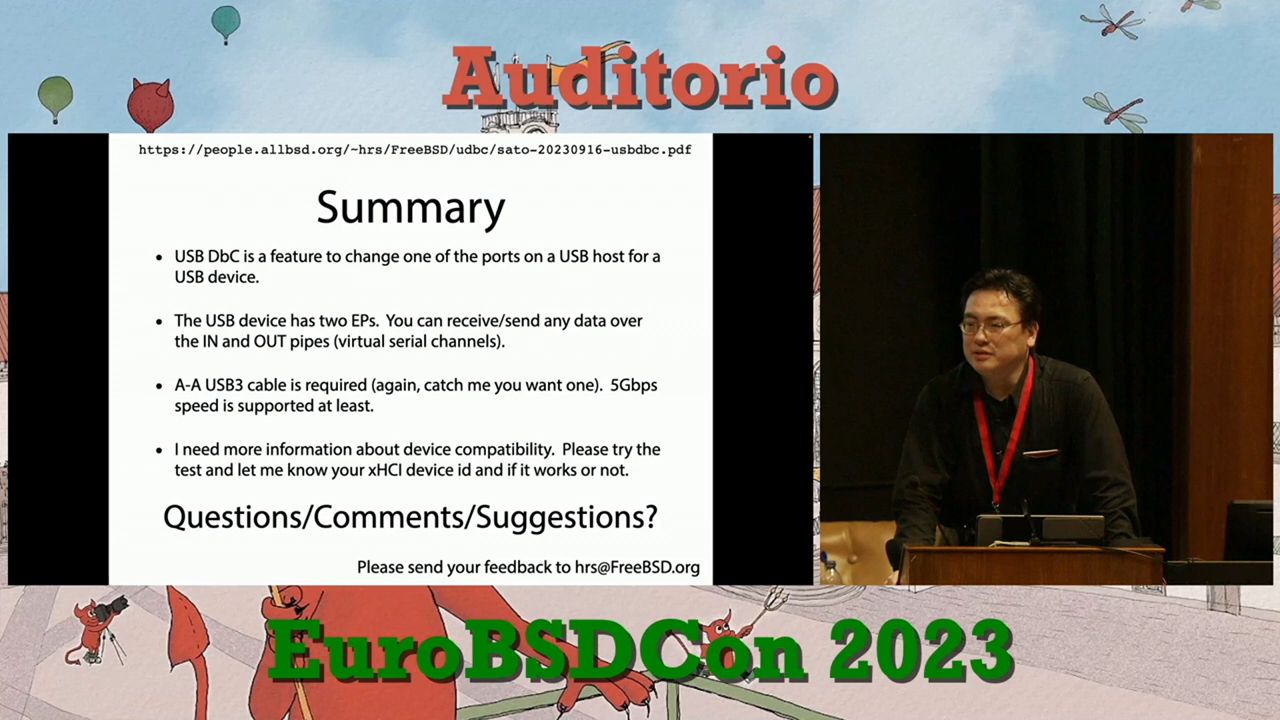 Auditorio
https://people.allbsd.org/~hrs/FreeBSD/udbc/sato-20230916-usbdbc.pdf
Summary
• USB DbC is a feature to change one of the ports on a USB host for a
USB device.
• The USB device has two EPs.  You can receive/send any data over
the IN and OUT pipes (virtual serial channels).
• A-A USB3 cable is required (again, catch me you want one).  5Gbps
speed is supported at least.
• I need more information about device compatibility.  Please try the
test and let me know your xHCI device id and if it works or not.
Questions/Comments/Suggestions?
Please send your feedback to hrs@FreeBSD.org
EuroBSDCon 2023